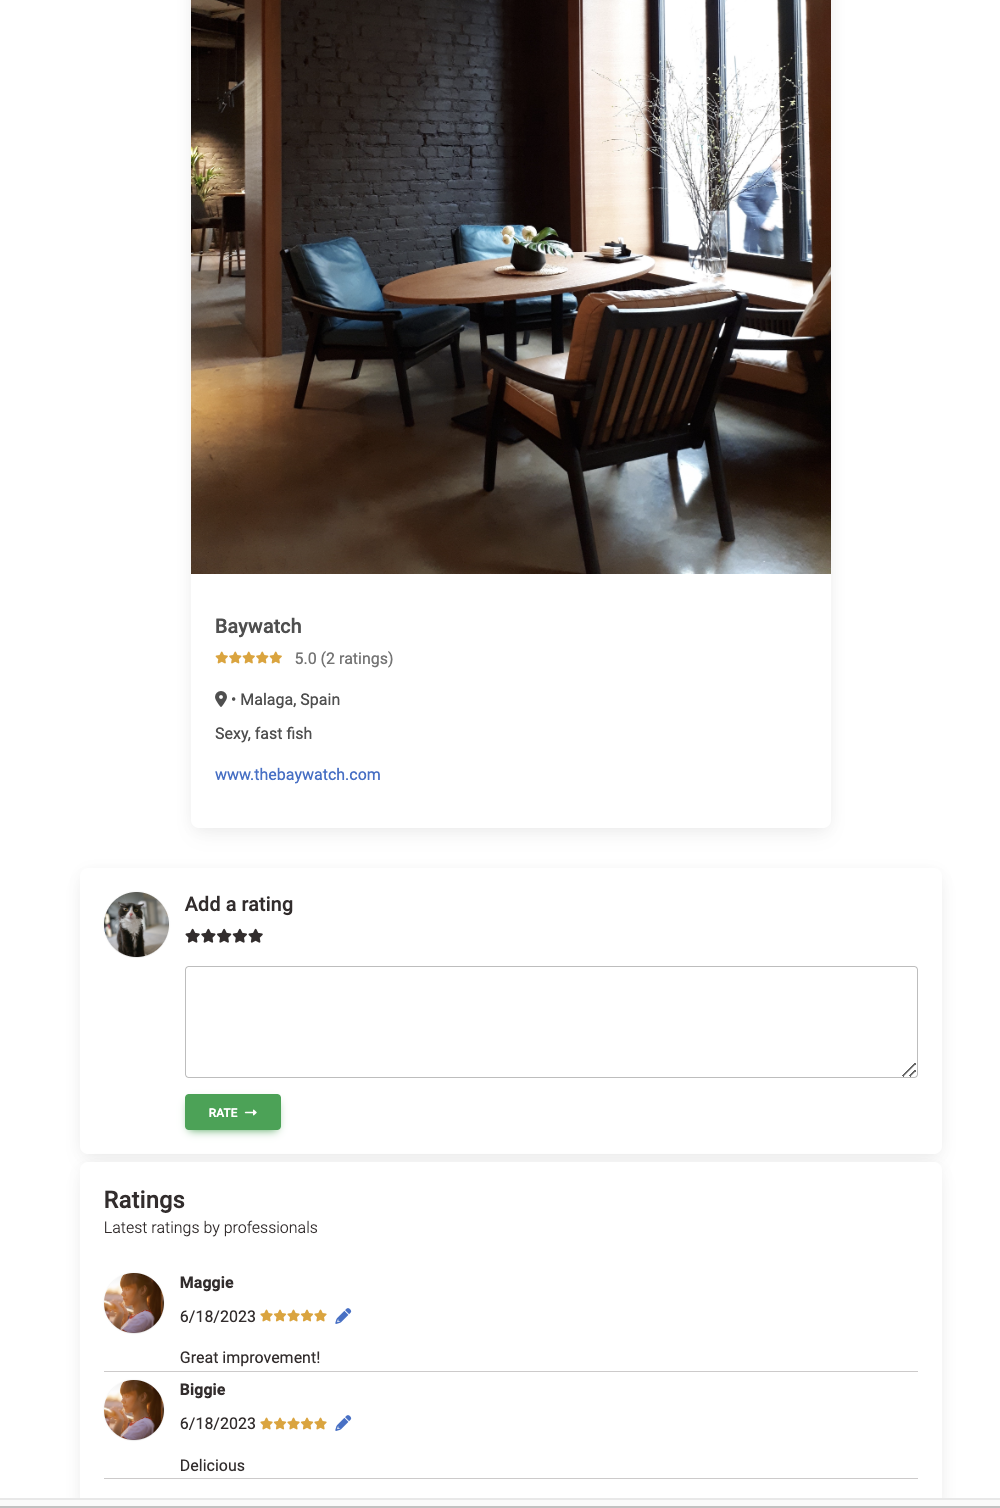 Baywatch
5.0 (2 ratings)
• Malaga, Spain
Sexy, fast fish
www.thebaywatch.com
Add a rating
RATE →
Ratings
Latest ratings by professionals
Maggie
6/18/2023
Great improvement!
Biggie
6/18/2023
Delicious